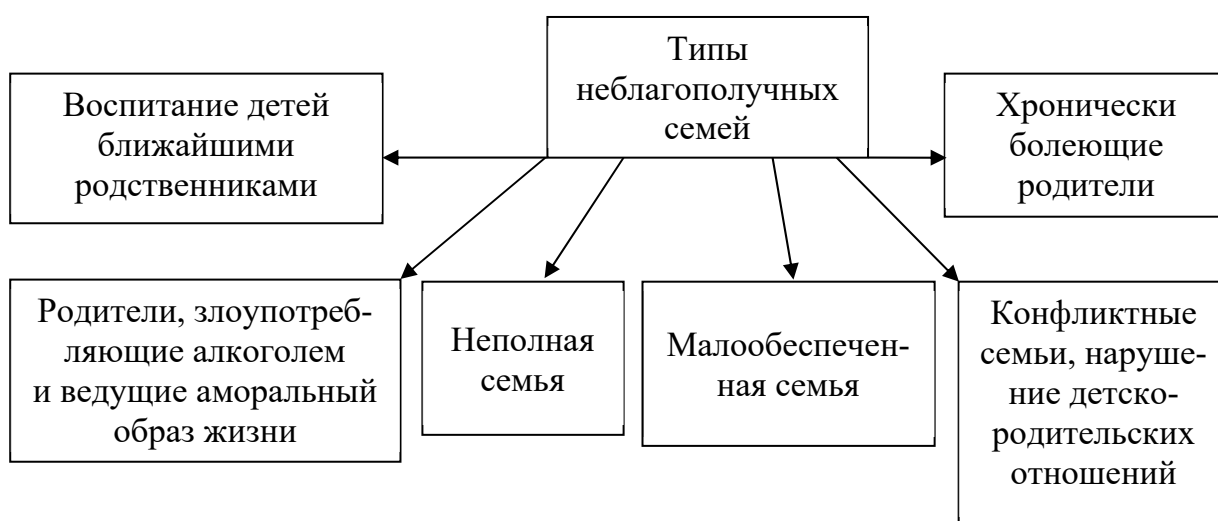 Типы
неблагополучных
семей
Воспитание детей
ближайшими
родственниками
Хронически
болеющие
родители
Родители, злоупотреб-
ляющие алкоголем
и ведущие аморальный
образ жизни
Неполная
семья
Малообеспечен-
ная семья
Конфликтные
семьи, наруше-
ние детско-
родительских
отношений